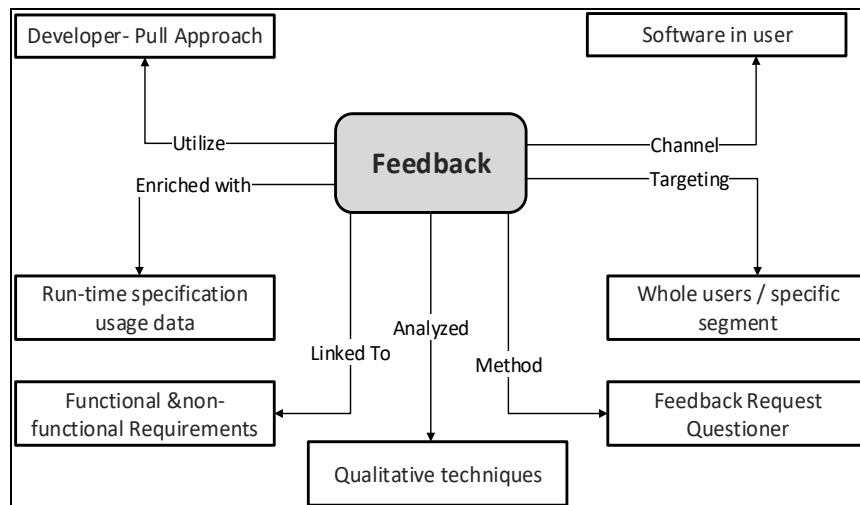 Developer- Pull Approach
Software in user
Utilize
Feedback
Channel
Enriched with
Targeting
Run-time specification
usage data
Whole users / specific
segment
Analyzed
Linked To
Method
Functional &non-
functional Requirements
Feedback Request
Questioner
Qualitative techniques